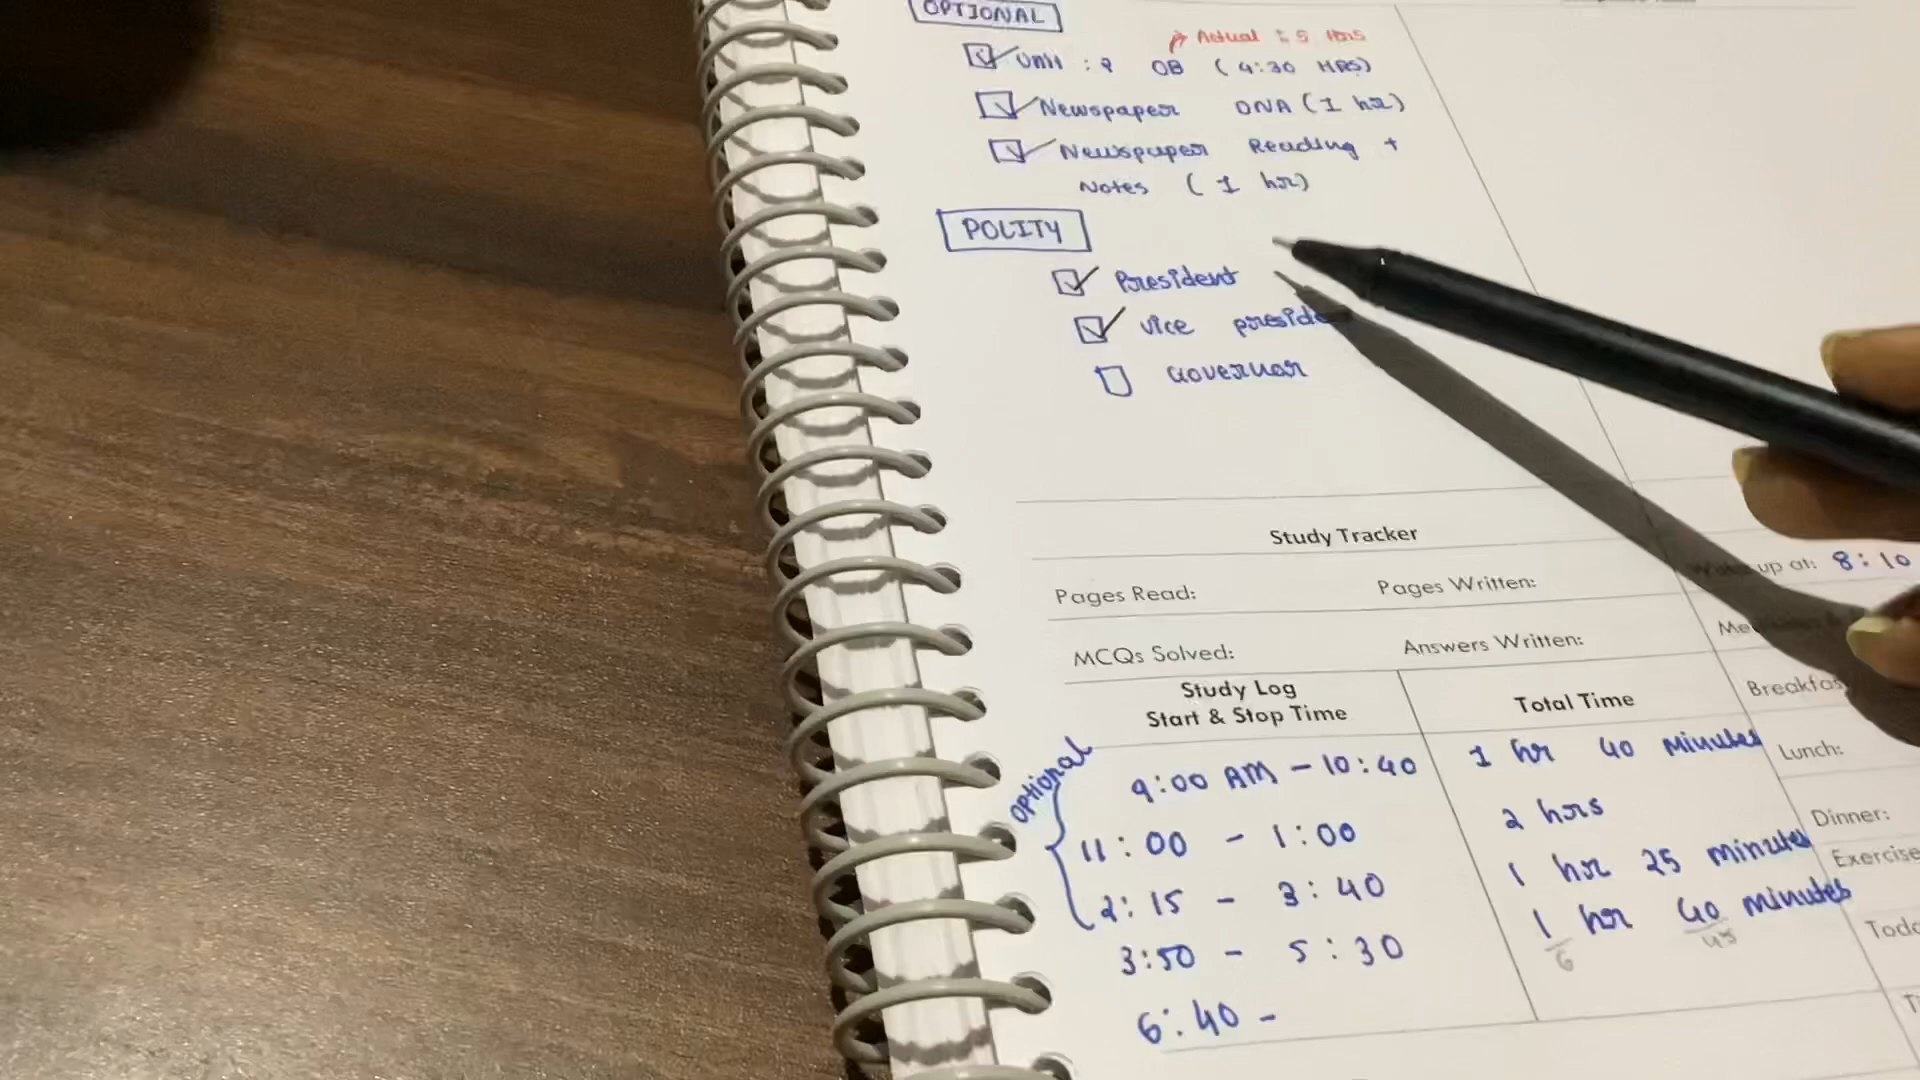 OPTIONAL
Actual : 5 Hrs
Unit : 9 OB (4:30 HRS)
Newspaper DNA (1 hr)
Newspaper Reading +
Notes (1 hr)
POLITY
President
Vice preside
Governor
Study Tracker
Pages Read: Pages Written: up at: 8:10
MCQs Solved: Answers Written:
Study Log
Start & Stop Time Total Time Breakfas
Optional
9:00 AM - 10:40 1 hr 40 minutes Lunch:
11:00 - 1:00 2 hrs Dinner:
2:15 - 3:40 1 hr 25 minutes Exercise
3:50 - 5:30 1 hr 40 minutes
6 45
6:40 -